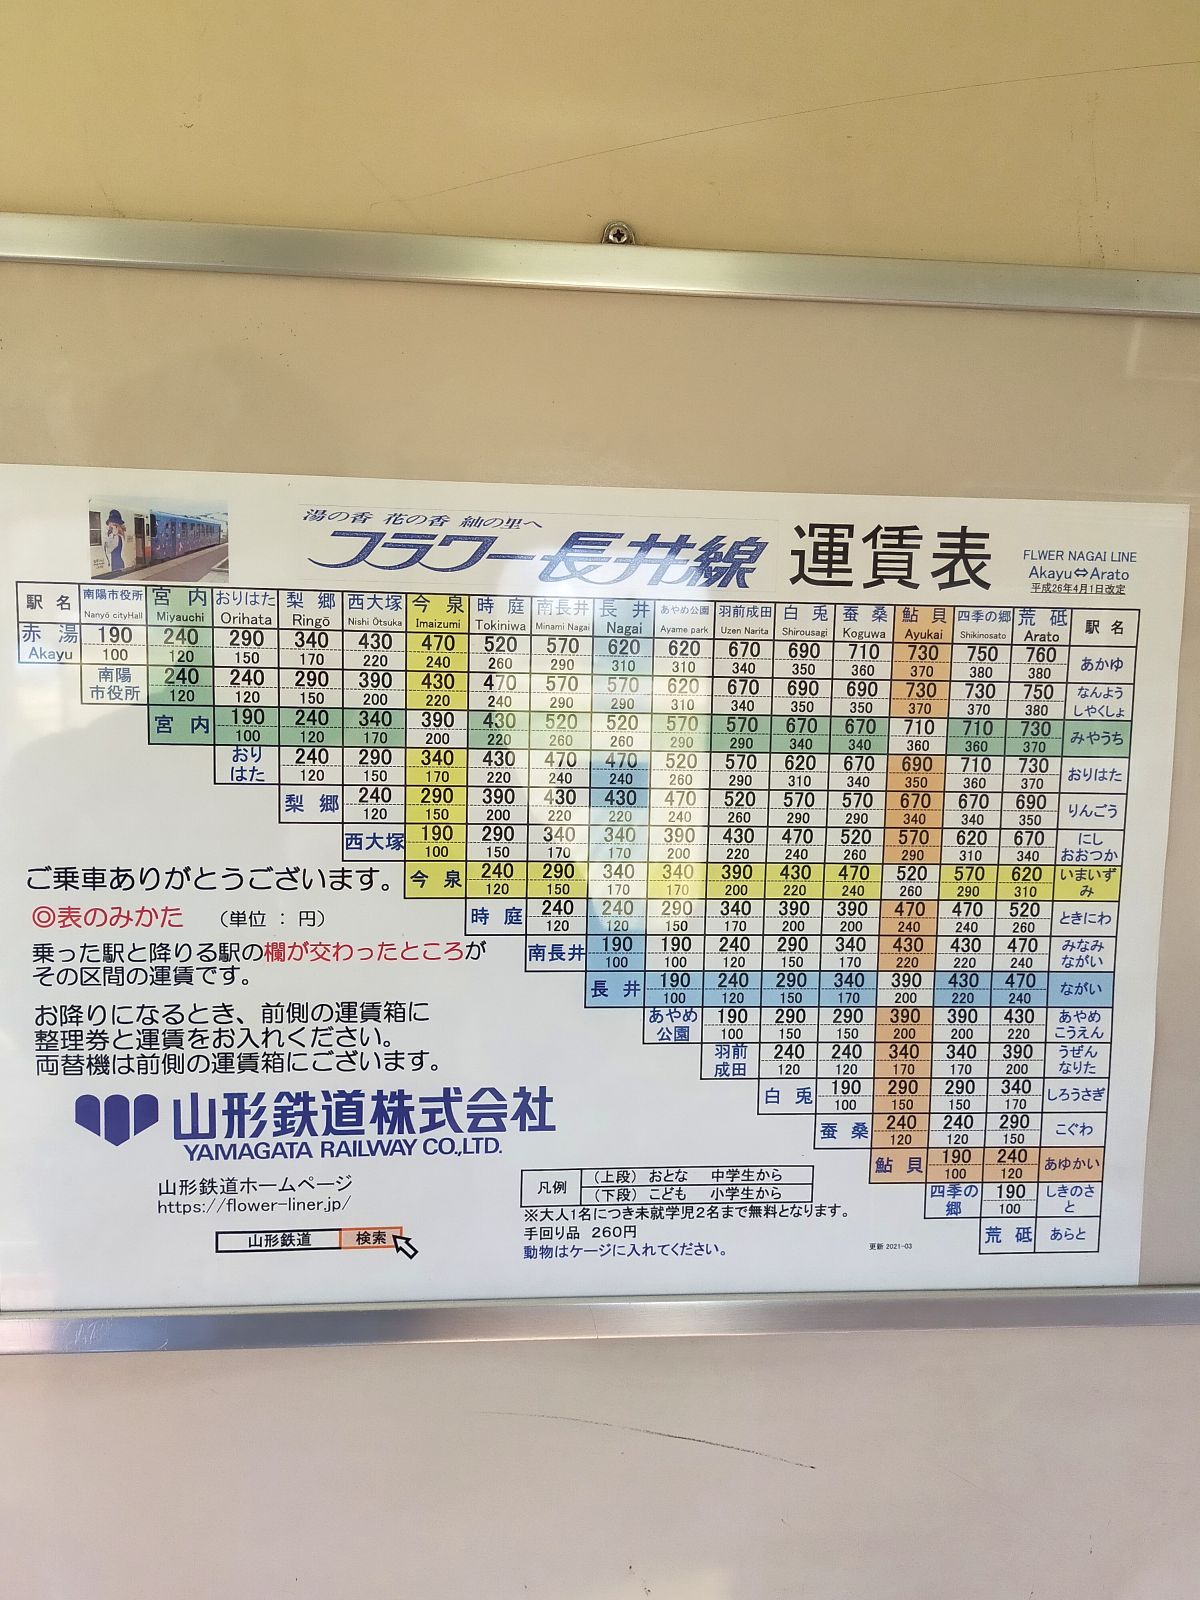 湯の香 花の香 紬の里へ
フラワー長井線 運賃表
FLWER NAGAI LINE
Akayu⇔Arato
平成26年4月1日改定
駅名 南陽市役所 宮内 おりはた 梨郷 西大塚 今泉 時庭 南長井 長井 あやめ公園 羽前成田 白兎 蚕桑 鮎貝 四季の郷 荒砥 駅名
Nanyō cityHall Miyauchi Orihata Ringō Nishi Ōtsuka Imaizumi Tokiniwa Minami Nagai Nagai Ayame park Uzen Narita Shirousagi Koguwa Ayukai Shikinosato Arato
赤湯 190 240 290 340 430 470 520 570 620 620 670 690 710 730 750 760 あかゆ
Akayu 100 120 150 170 220 240 260 290 310 310 340 350 360 370 380 380
南陽市役所 240 240 290 390 430 470 570 570 620 670 690 690 730 730 750 なんようしやくしょ
120 120 150 200 220 240 290 290 310 340 350 350 370 370 380
宮内 190 240 340 390 430 520 520 570 570 670 670 710 710 730 みやうち
100 120 170 200 220 260 260 290 290 340 340 360 360 370
おりはた 240 290 340 430 470 470 520 570 620 670 690 710 730 おりはた
120 150 170 220 240 240 260 290 310 340 350 360 370
梨郷 240 290 390 430 430 470 520 570 570 670 670 690 りんごう
120 150 200 220 220 240 260 290 290 340 340 350
西大塚 190 290 340 340 390 430 470 520 570 620 670 にしおおつか
100 150 170 170 200 220 240 260 290 310 340
今泉 240 290 340 340 390 430 470 520 570 620 いまいずみ
120 150 170 170 200 220 240 260 290 310
時庭 240 240 290 340 390 390 470 470 520 ときにわ
120 120 150 170 200 200 240 240 260
南長井 190 190 240 290 340 430 430 470 みなみながい
100 100 120 150 170 220 220 240
長井 190 240 290 340 390 430 470 ながい
100 120 150 170 200 220 240
あやめ公園 190 290 290 390 390 430 あやめこうえん
100 150 150 200 200 220
羽前成田 240 240 340 340 390 うぜんなりた
120 120 170 170 200
白兎 190 290 290 340 しろうさぎ
100 150 150 170
蚕桑 240 240 290 こぐわ
120 120 150
鮎貝 190 240 あゆかい
100 120
四季の郷 190 しきのさと
100
荒砥 あらと
ご乗車ありがとうございます。
◎表のみかた （単位 ： 円）
乗った駅と降りる駅の欄が交わったところが
その区間の運賃です。
お降りになるとき、前側の運賃箱に
整理券と運賃をお入れください。
両替機は前側の運賃箱にございます。
山形鉄道株式会社
YAMAGATA RAILWAY CO.,LTD.
山形鉄道ホームページ
https://flower-liner.jp/
山形鉄道 検索
凡例 （上段） おとな 中学生から
（下段） こども 小学生から
※大人1名につき未就学児2名まで無料となります。
手回り品 260円
動物はケージに入れてください。
更新 2021-03